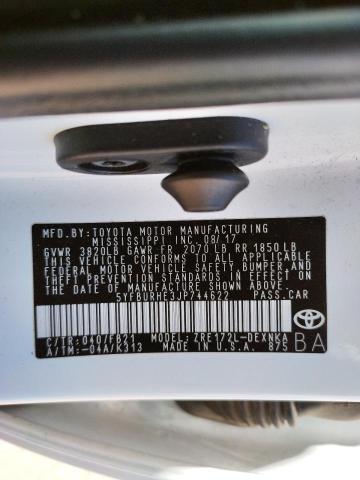 MFD.BY:TOYOTA MOTOR MANUFACTURING
MISSISSIPPI INC. 08/17
GVWR 3820LB GAWR FR 2070LB RR 1850LB
THIS VEHICLE CONFORMS TO ALL APPLICABLE
FEDERAL MOTOR VEHICLE SAFETY, BUMPER, AND
THEFT PREVENTION STANDARDS IN EFFECT ON
THE DATE OF MANUFACTURE SHOWN ABOVE.
5YFBURHE3JP744622 PASS.CAR
C/TR:040/FB21 MODEL:ZRE172L-DEXNKA
A/TM:-04A/K313 MADE IN U.S.A. 875
BA